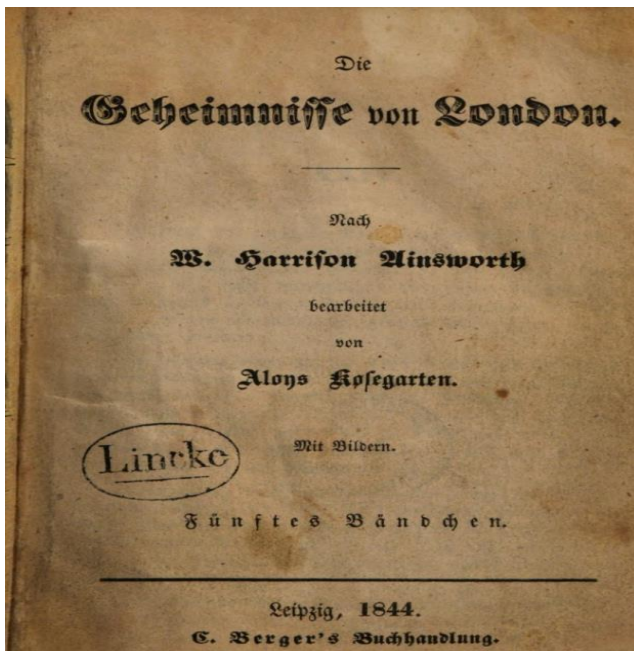 Die
Geheimnisse von London.
Nach
W. Harrison Ainsworth
bearbeitet
von
Aloys Kosegarten.
Mit Bildern.
Lincke
Fünftes Bändchen.
Leipzig, 1844.
C. Berger's Buchhandlung.